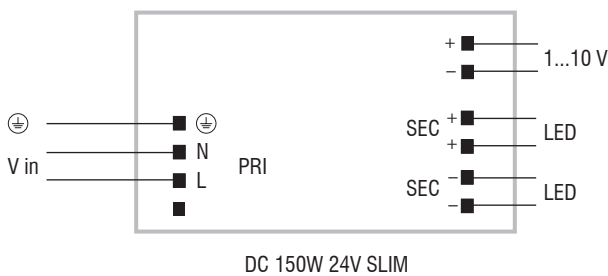 +
1...10 V
−
+
SEC
LED
+
N
V in
PRI
L
−
SEC
LED
−
DC 150W 24V SLIM